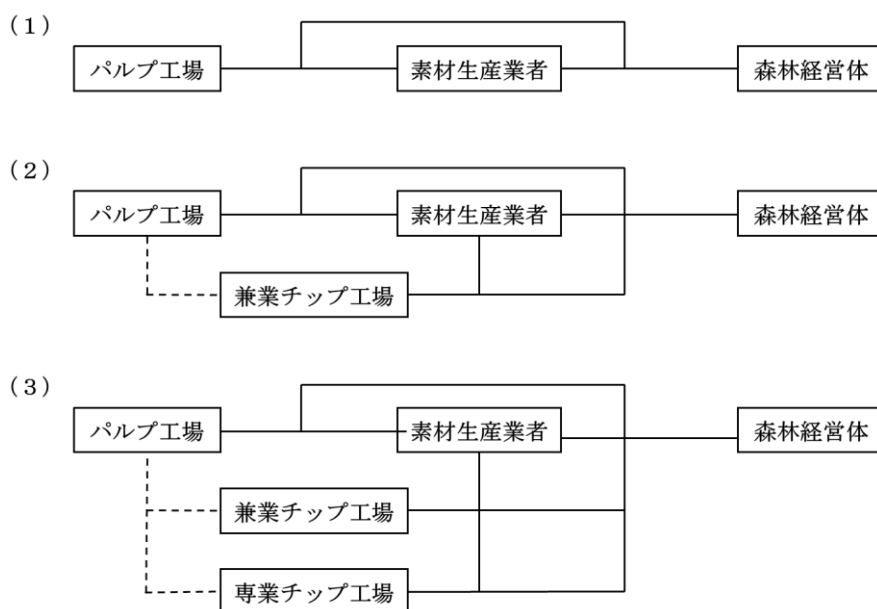 （１）
パルプ工場 素材生産業者 森林経営体
（２）
パルプ工場 素材生産業者 森林経営体
兼業チップ工場
（３）
パルプ工場 素材生産業者 森林経営体
兼業チップ工場
専業チップ工場